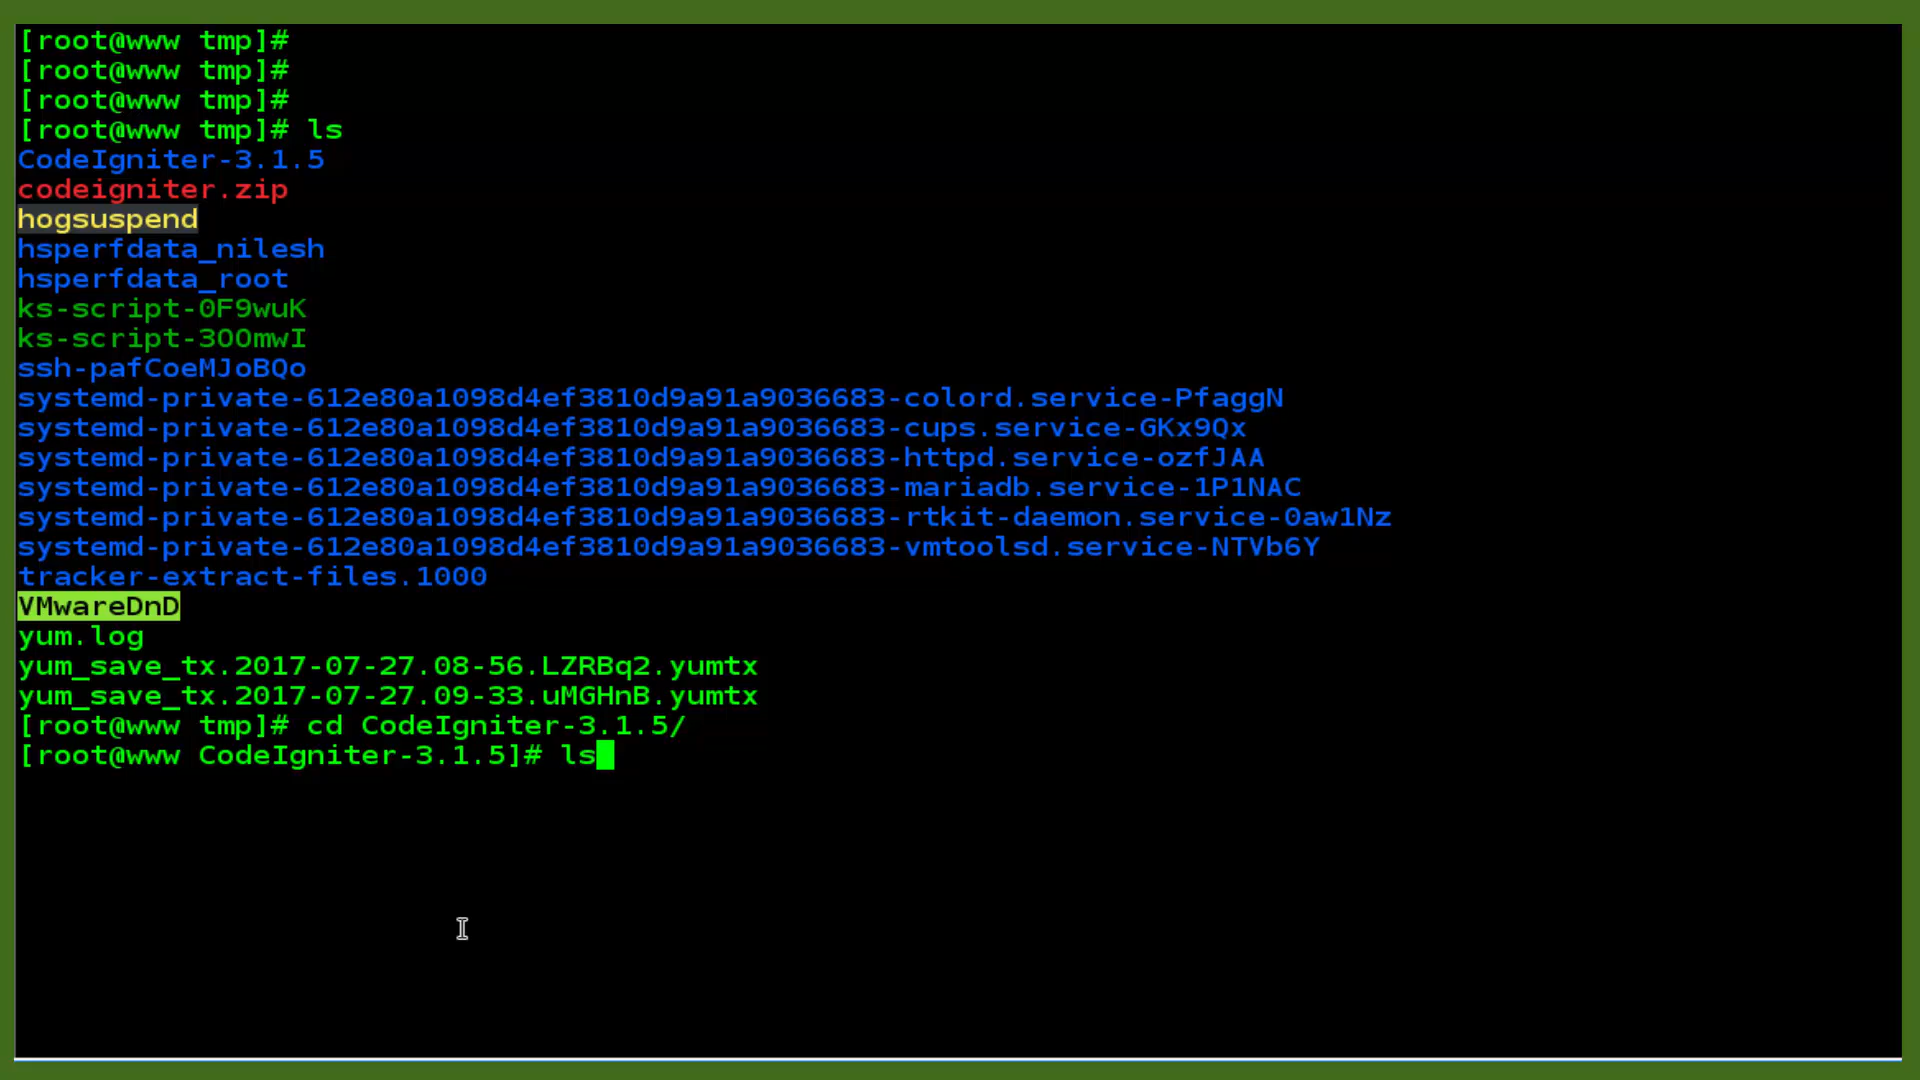 [root@www tmp]#
[root@www tmp]#
[root@www tmp]#
[root@www tmp]# ls
CodeIgniter-3.1.5
codeigniter.zip
hogsuspend
hsperfdata_nilesh
hsperfdata_root
ks-script-0F9wuK
ks-script-3OOmwI
ssh-pafCoeMJoBQo
systemd-private-612e80a1098d4ef3810d9a91a9036683-colord.service-PfaggN
systemd-private-612e80a1098d4ef3810d9a91a9036683-cups.service-GKx9Qx
systemd-private-612e80a1098d4ef3810d9a91a9036683-httpd.service-ozfJAA
systemd-private-612e80a1098d4ef3810d9a91a9036683-mariadb.service-1P1NAC
systemd-private-612e80a1098d4ef3810d9a91a9036683-rtkit-daemon.service-0aw1Nz
systemd-private-612e80a1098d4ef3810d9a91a9036683-vmtoolsd.service-NTVb6Y
tracker-extract-files.1000
VMwareDnD
yum.log
yum_save_tx.2017-07-27.08-56.LZRBq2.yumtx
yum_save_tx.2017-07-27.09-33.uMGHnB.yumtx
[root@www tmp]# cd CodeIgniter-3.1.5/
[root@www CodeIgniter-3.1.5]# ls